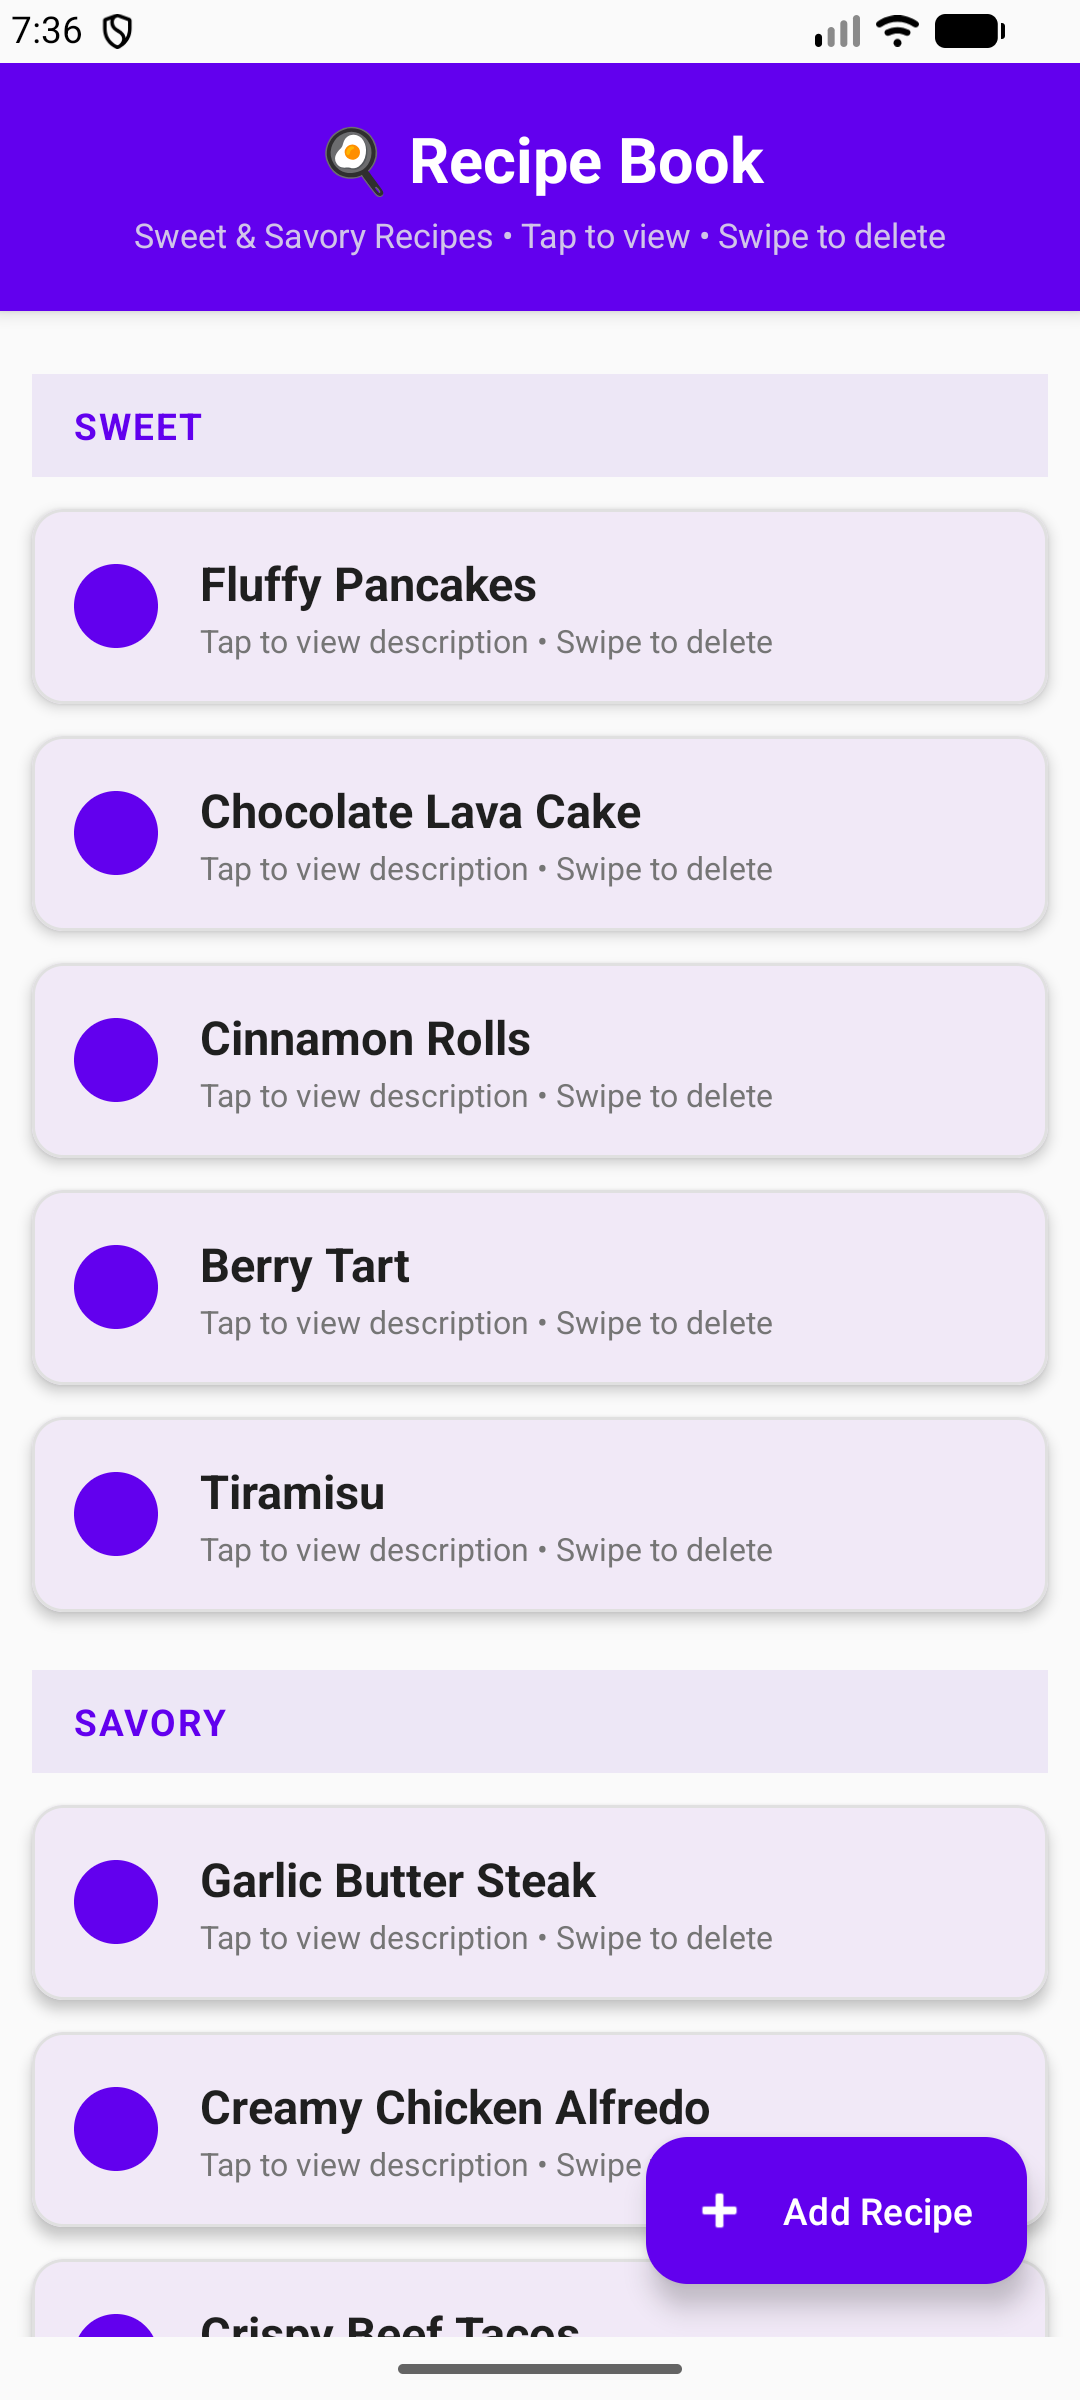 7:36
🍳 Recipe Book
Sweet & Savory Recipes • Tap to view • Swipe to delete
SWEET
Fluffy Pancakes
Tap to view description • Swipe to delete
Chocolate Lava Cake
Tap to view description • Swipe to delete
Cinnamon Rolls
Tap to view description • Swipe to delete
Berry Tart
Tap to view description • Swipe to delete
Tiramisu
Tap to view description • Swipe to delete
SAVORY
Garlic Butter Steak
Tap to view description • Swipe to delete
Creamy Chicken Alfredo
Tap to view description • Swipe
Add Recipe
Crispy Beef Tacos